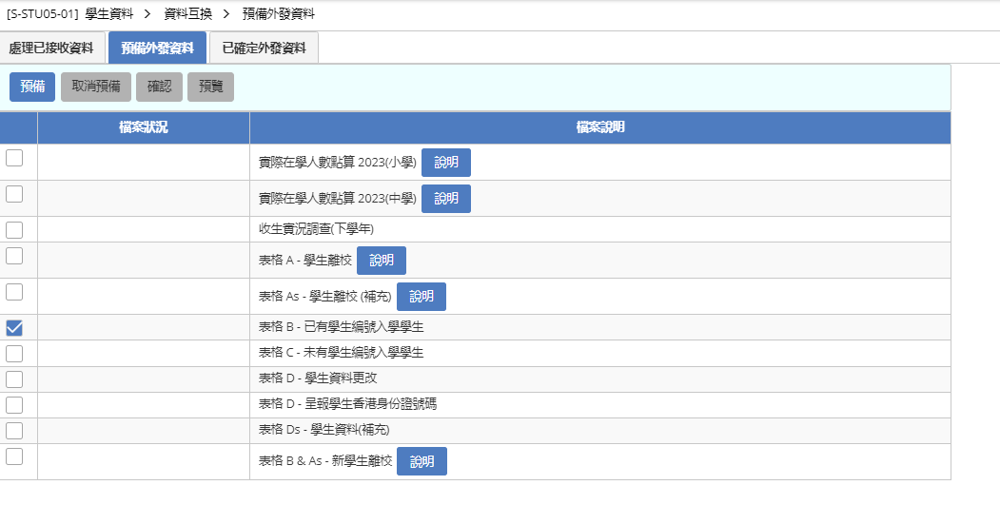 [S-STU05-01] 學生資料 > 資料互換 > 預備外發資料
處理已接收資料 預備外發資料 已確定外發資料
預備 取消預備 確認 預覽
檔案狀況 檔案說明
實際在學人數點算 2023(小學) 說明
實際在學人數點算 2023(中學) 說明
收生實況調查(下學年)
表格 A - 學生離校 說明
表格 As - 學生離校 (補充) 說明
表格 B - 已有學生編號入學學生
表格 C - 未有學生編號入學學生
表格 D - 學生資料更改
表格 D - 呈報學生香港身份證號碼
表格 Ds - 學生資料(補充)
表格 B & As - 新學生離校 說明